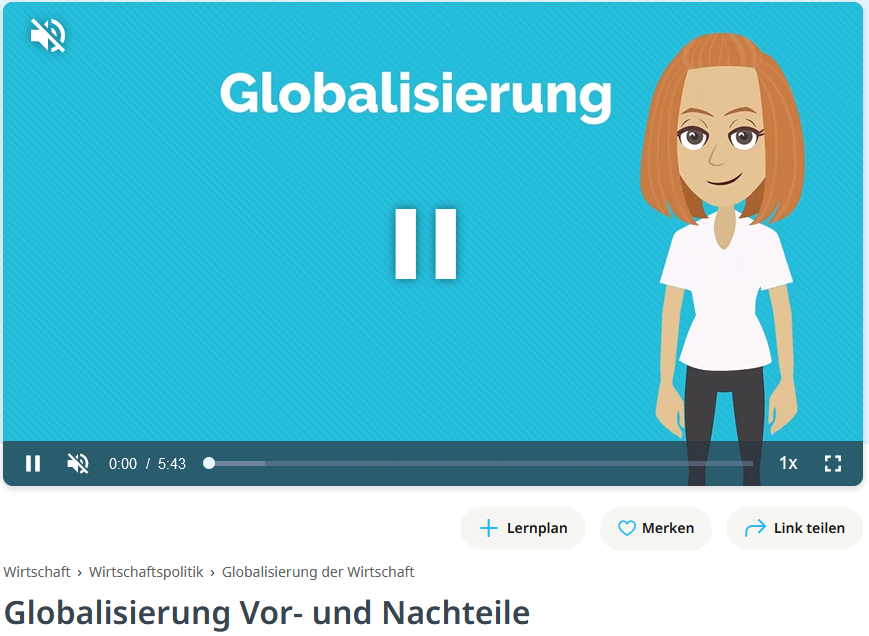 Globalisierung
0:00 / 5:43
1x
Lernplan
Merken
Link teilen
Wirtschaft › Wirtschaftspolitik › Globalisierung der Wirtschaft
Globalisierung Vor- und Nachteile